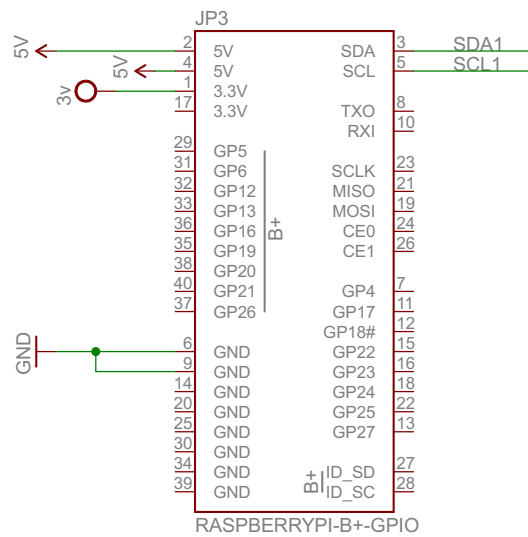 JP3
5V 2 5V SDA 3 SDA1
5V 4 5V SCL 5 SCL1
3v 1 3.3V
17 3.3V TXO 8
RXI 10
29 GP5
31 GP6 SCLK 23
32 GP12 MISO 21
33 GP13 MOSI 19
36 GP16 CE0 24
35 GP19 CE1 26
38 GP20
40 GP21 GP4 7
37 GP26 GP17 11
B+
GP18# 12
GND 6 GND GP22 15
9 GND GP23 16
14 GND GP24 18
20 GND GP25 22
25 GND GP27 13
30 GND
34 GND B+ ID_SD 27
39 GND ID_SC 28
RASPBERRYPI-B+-GPIO